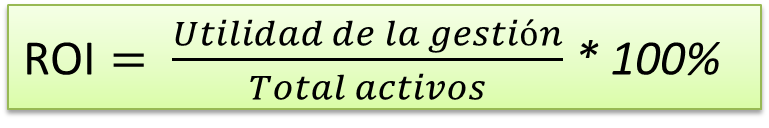 ROI = Utilidad de la gestión / Total activos * 100%